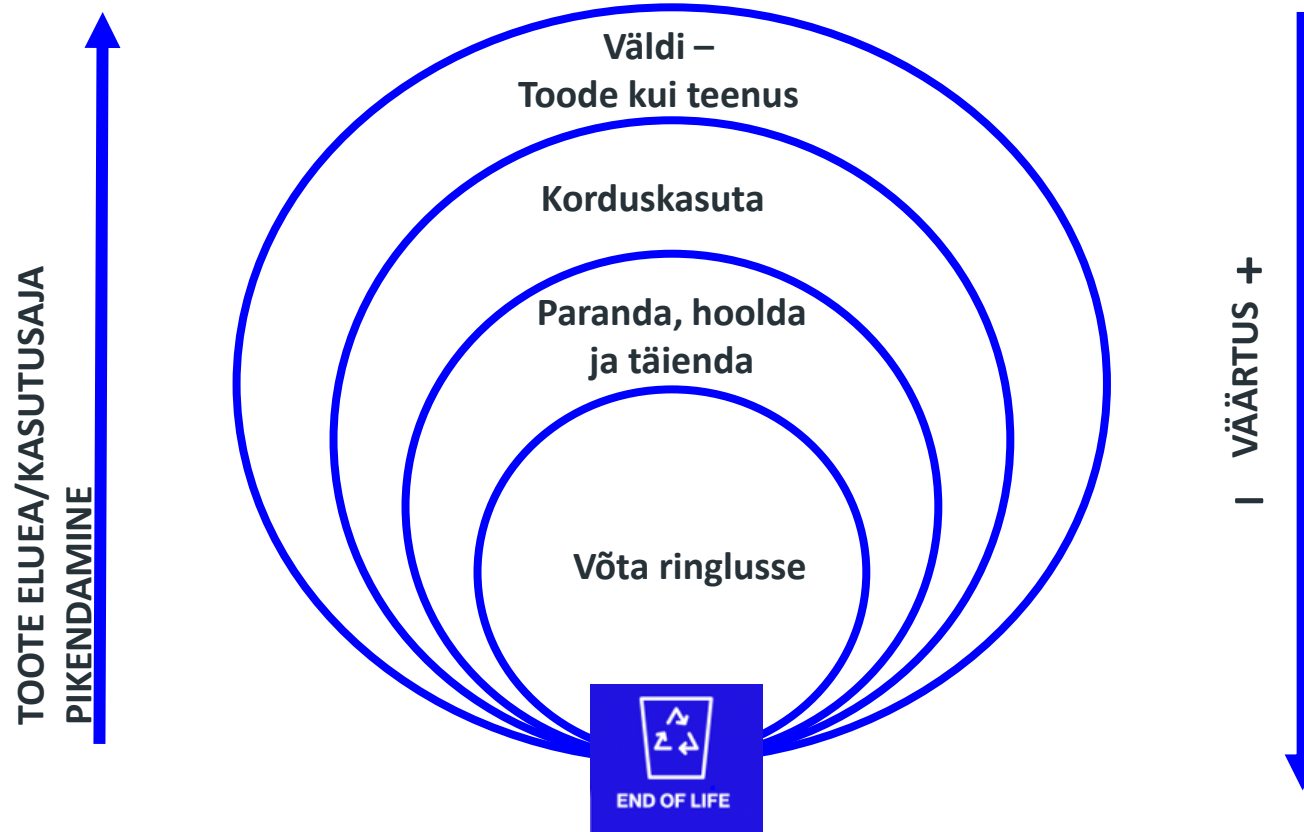 Väldi –
Toode kui teenus
Korduskasuta
Paranda, hoolda
ja täienda
Võta ringlusse
END OF LIFE
TOOTE ELUEA/KASUTUSAJA
PIKENDAMINE
– VÄÄRTUS +